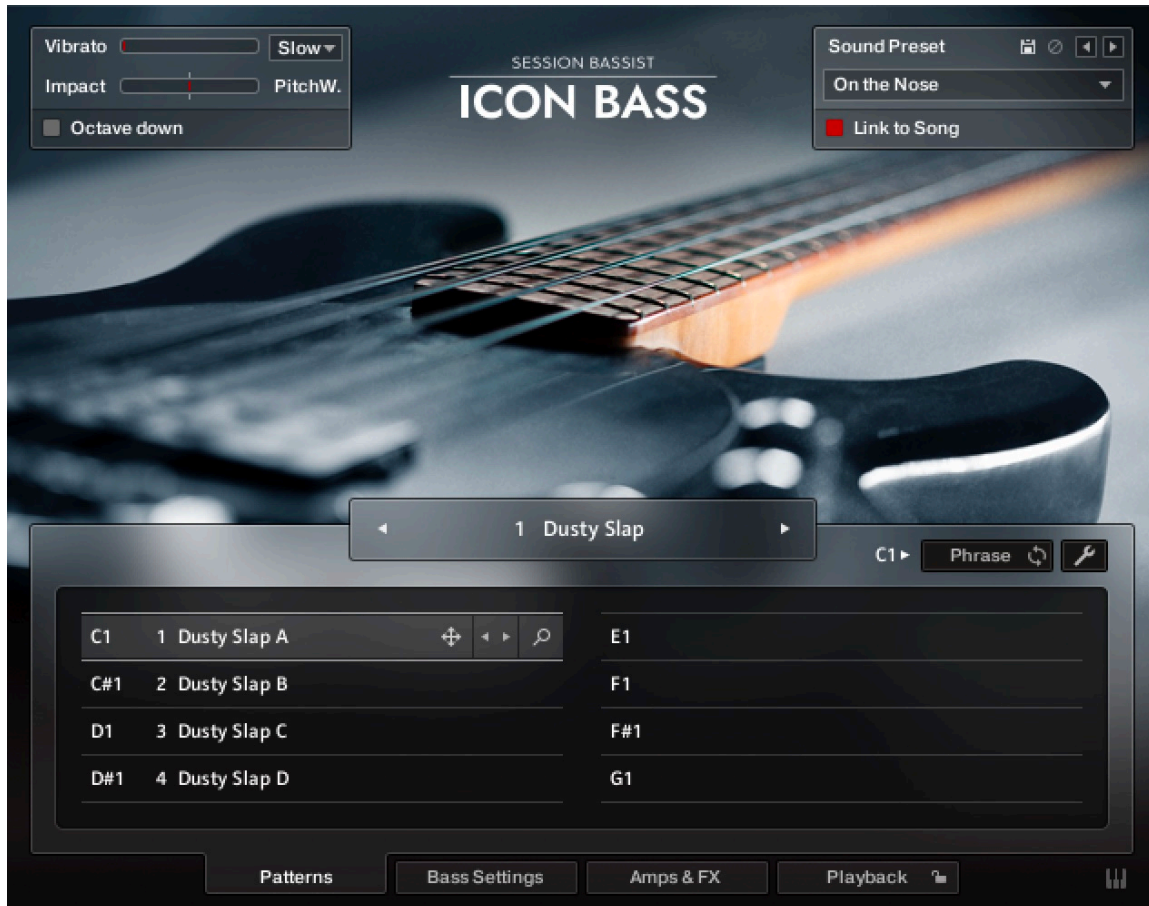 Vibrato Slow
Impact PitchW.
Octave down
SESSION BASSIST
ICON BASS
Sound Preset
On the Nose
Link to Song
1 Dusty Slap
C1 Phrase
C1 1 Dusty Slap A
C#1 2 Dusty Slap B
D1 3 Dusty Slap C
D#1 4 Dusty Slap D
E1
F1
F#1
G1
Patterns Bass Settings Amps & FX Playback